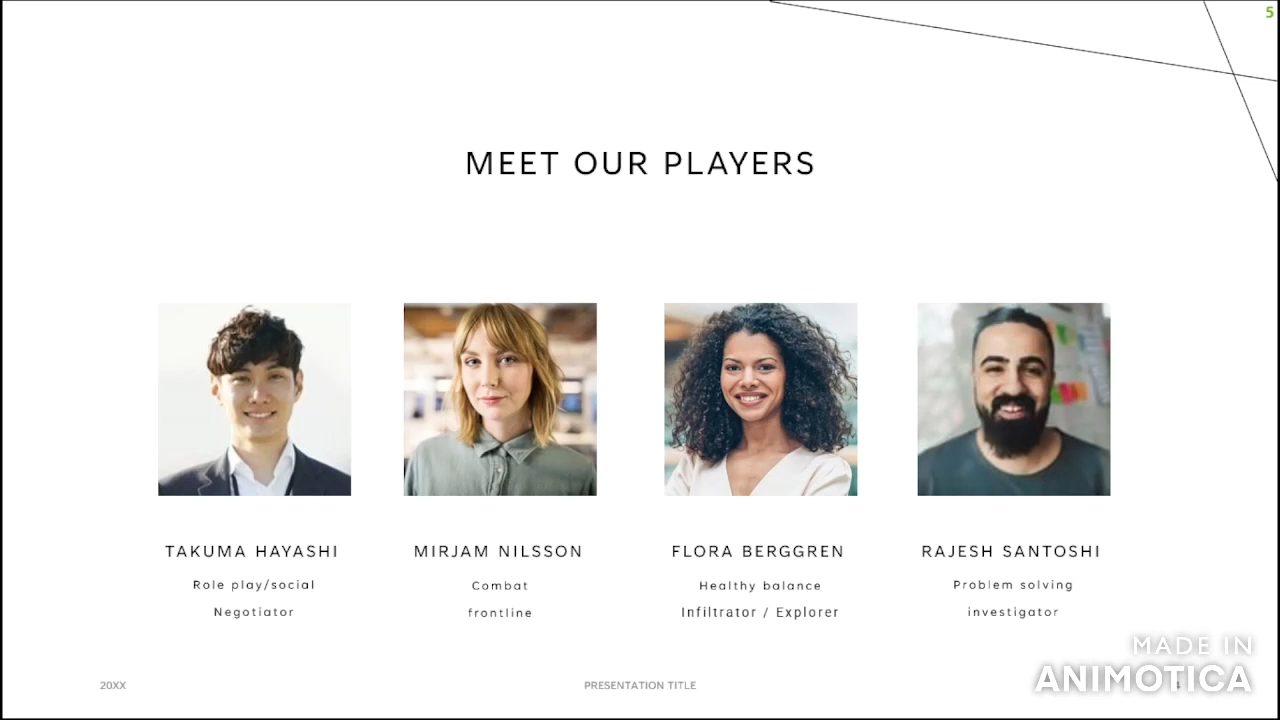 5
MEET OUR PLAYERS
TAKUMA HAYASHI
Role play/social
Negotiator
MIRJAM NILSSON
Combat
frontline
FLORA BERGGREN
Healthy balance
Infiltrator / Explorer
RAJESH SANTOSHI
Problem solving
investigator
20XX
PRESENTATION TITLE
MADE IN
ANIMOTICA